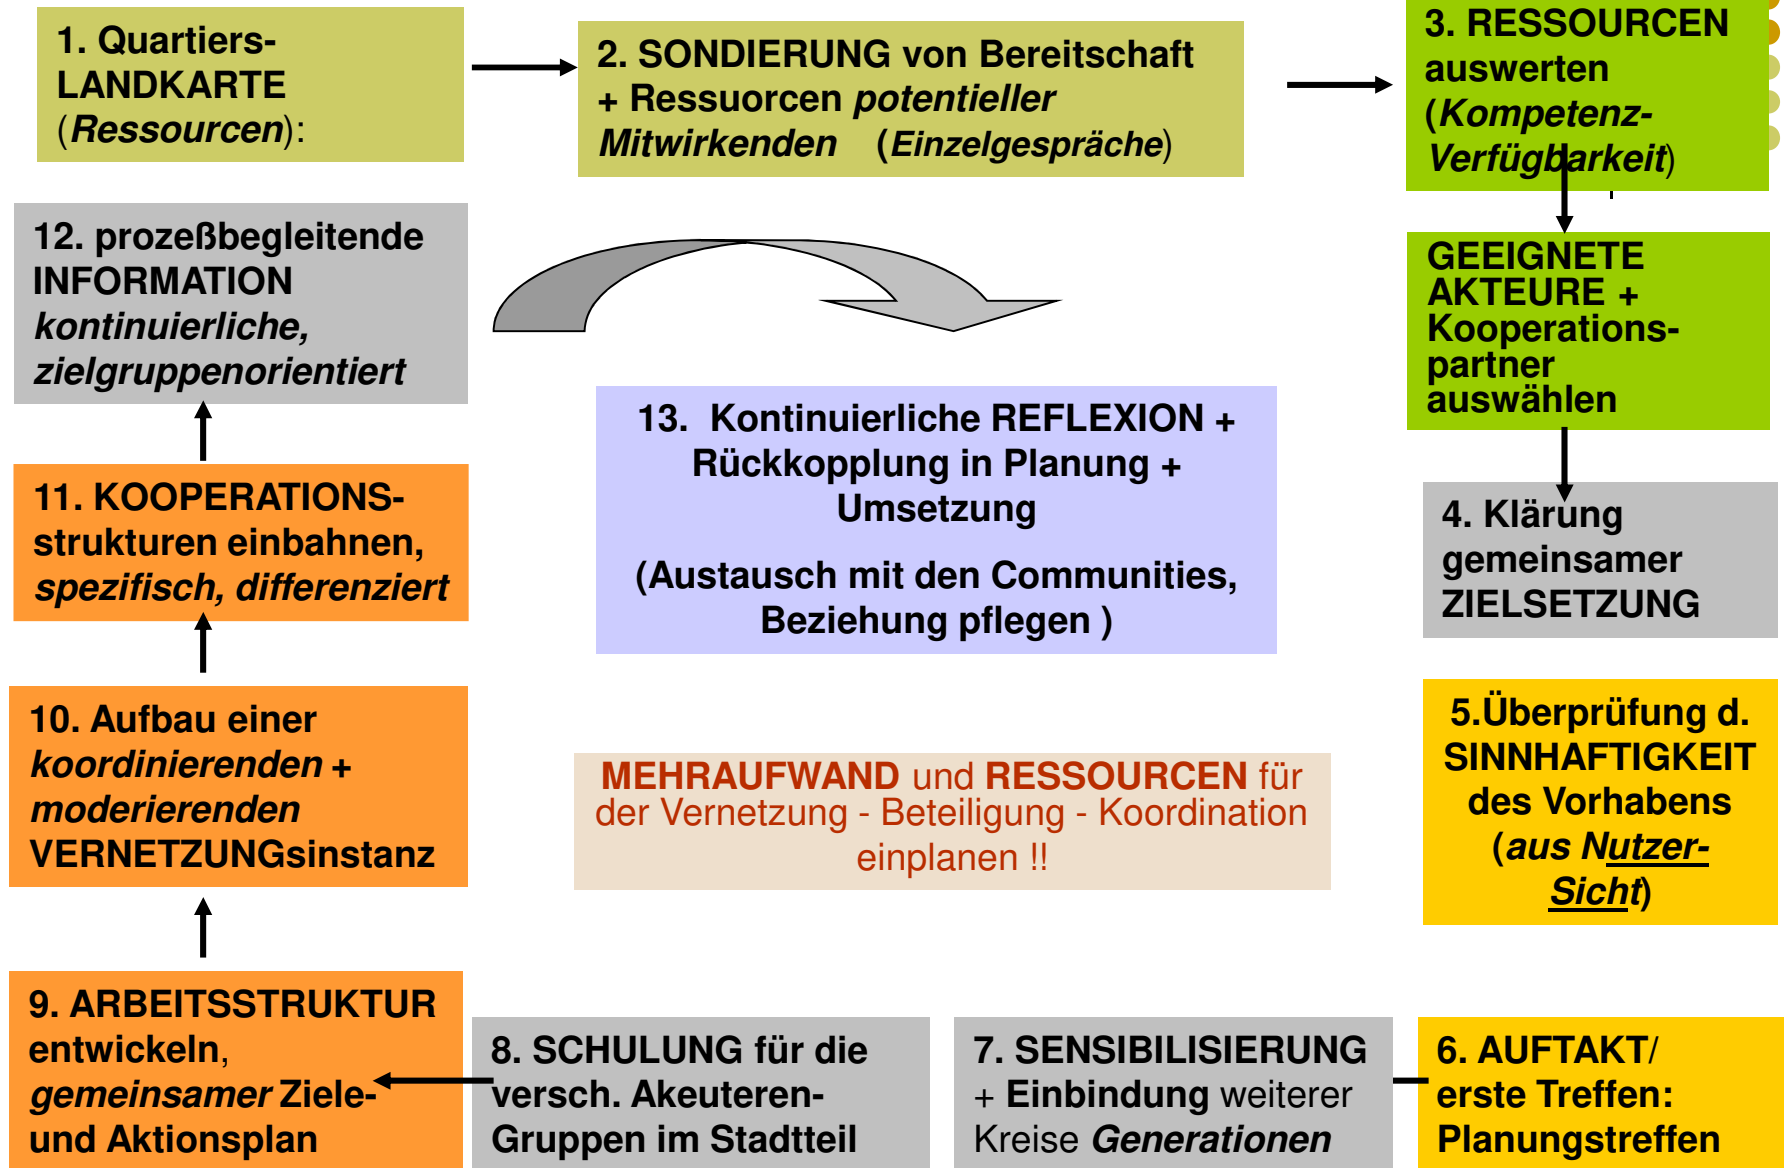 1. Quartiers-
LANDKARTE
(Ressourcen):
2. SONDIERUNG von Bereitschaft
+ Ressuorcen potentieller
Mitwirkenden (Einzelgespräche)
3. RESSOURCEN
auswerten
(Kompetenz-
Verfügbarkeit)
GEEIGNETE
AKTEURE +
Kooperations-
partner
auswählen
4. Klärung
gemeinsamer
ZIELSETZUNG
5.Überprüfung d.
SINNHAFTIGKEIT
des Vorhabens
(aus Nutzer-
Sicht)
6. AUFTAKT/
erste Treffen:
Planungstreffen
7. SENSIBILISIERUNG
+ Einbindung weiterer
Kreise Generationen
8. SCHULUNG für die
versch. Akeuteren-
Gruppen im Stadtteil
9. ARBEITSSTRUKTUR
entwickeln,
gemeinsamer Ziele-
und Aktionsplan
10. Aufbau einer
koordinierenden +
moderierenden
VERNETZUNGsinstanz
11. KOOPERATIONS-
strukturen einbahnen,
spezifisch, differenziert
12. prozeßbegleitende
INFORMATION
kontinuierliche,
zielgruppenorientiert
13. Kontinuierliche REFLEXION +
Rückkopplung in Planung +
Umsetzung
(Austausch mit den Communities,
Beziehung pflegen )
MEHRAUFWAND und RESSOURCEN für
der Vernetzung - Beteiligung - Koordination
einplanen !!